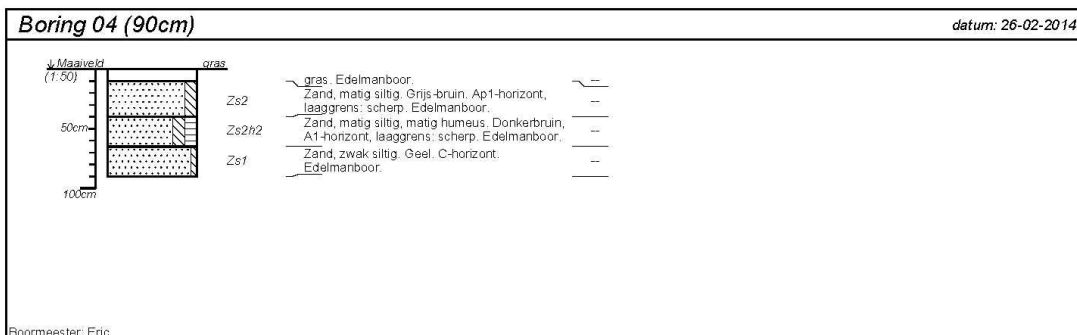 Boring 04 (90cm)
datum: 26-02-2014
↓ Maaiveld
gras
(1:50)
gras. Edelmanboor.
--
Zs2
Zand, matig siltig. Grijs-bruin. Ap1-horizont,
laaggrens: scherp. Edelmanboor.
--
50cm
Zs2h2
Zand, matig siltig, matig humeus. Donkerbruin,
A1-horizont, laaggrens: scherp. Edelmanboor.
--
Zs1
Zand, zwak siltig. Geel. C-horizont.
Edelmanboor.
--
100cm
Boormeester: Eric